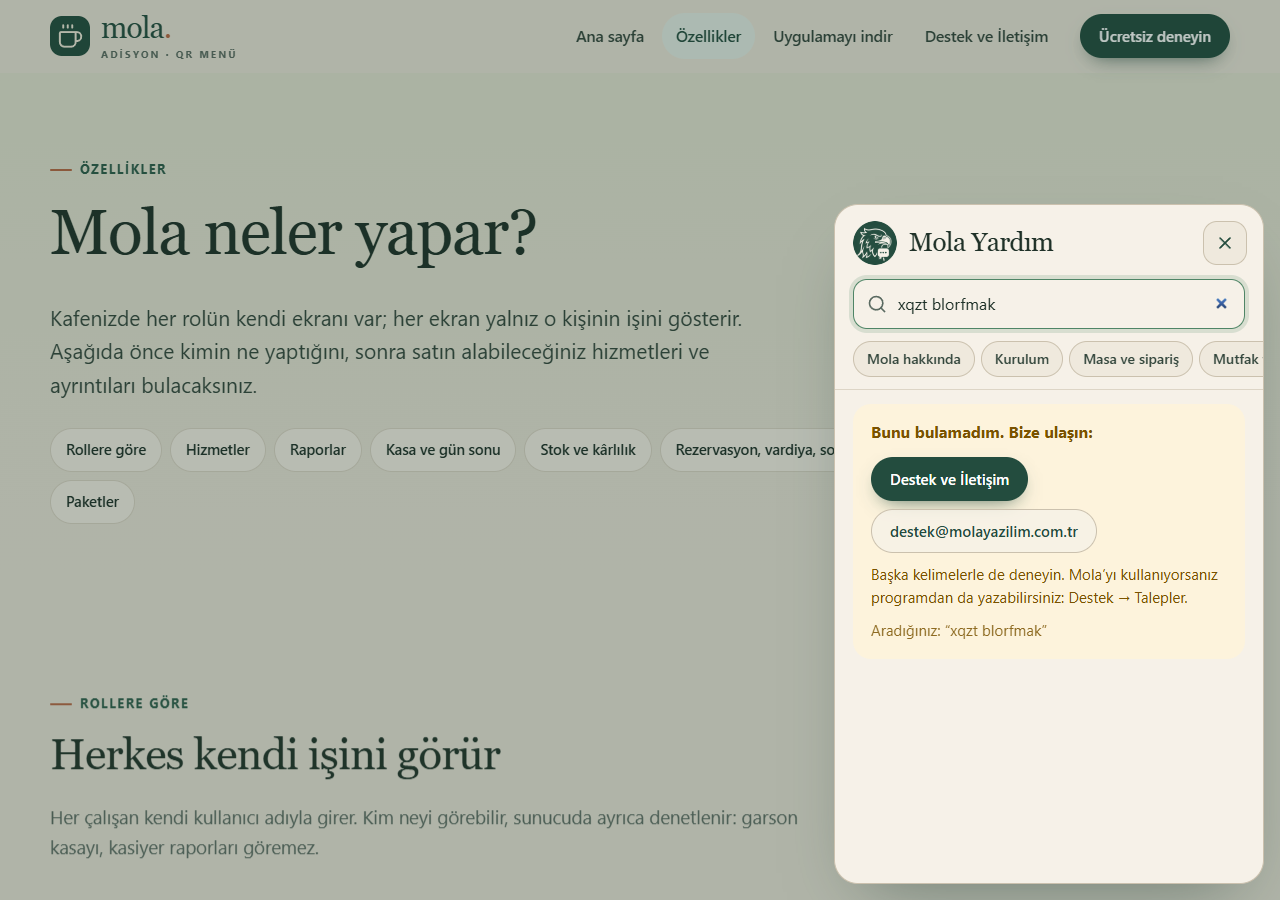 mola.
ADİSYON · QR MENÜ
Ana sayfa
Özellikler
Uygulamayı indir
Destek ve İletişim
Ücretsiz deneyin
ÖZELLİKLER
Mola neler yapar?
Kafenizde her rolün kendi ekranı var; her ekran yalnız o kişinin işini gösterir.
Aşağıda önce kimin ne yaptığını, sonra satın alabileceğiniz hizmetleri ve
ayrıntıları bulacaksınız.
Rollere göre
Hizmetler
Raporlar
Kasa ve gün sonu
Stok ve kârlılık
Rezervasyon, vardiya,
Paketler
ROLLERE GÖRE
Herkes kendi işini görür
Her çalışan kendi kullanıcı adıyla girer. Kim neyi görebilir, sunucuda ayrıca denetlenir: garson
kasayı, kasiyer raporları göremez.
Mola Yardım
xqzt blorfmak
Mola hakkında
Kurulum
Masa ve sipariş
Mutfak
Bunu bulamadım. Bize ulaşın:
Destek ve İletişim
destek@molayazilim.com.tr
Başka kelimelerle de deneyin. Mola’yı kullanıyorsanız
programdan da yazabilirsiniz: Destek → Talepler.
Aradığınız: “xqzt blorfmak”